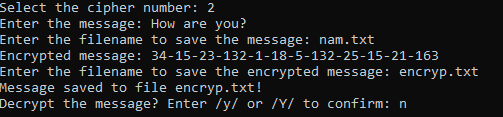 Select the cipher number: 2
Enter the message: How are you?
Enter the filename to save the message: nam.txt
Encrypted message: 34-15-23-132-1-18-5-132-25-15-21-163
Enter the filename to save the encrypted message: encryp.txt
Message saved to file encryp.txt!
Decrypt the message? Enter /y/ or /Y/ to confirm: n